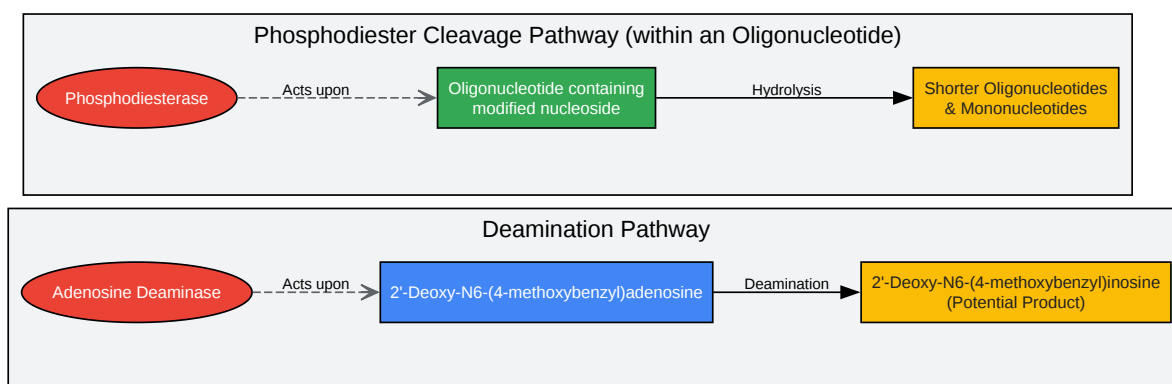 Phosphodiester Cleavage Pathway (within an Oligonucleotide)
Phosphodiesterase
Acts upon
Oligonucleotide containing
modified nucleoside
Hydrolysis
Shorter Oligonucleotides
& Mononucleotides
Deamination Pathway
Adenosine Deaminase
Acts upon
2'-Deoxy-N6-(4-methoxybenzyl)adenosine
Deamination
2'-Deoxy-N6-(4-methoxybenzyl)inosine
(Potential Product)